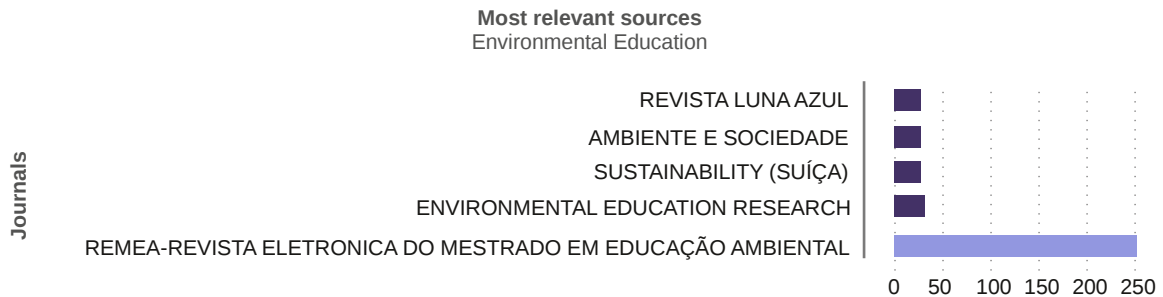 Most relevant sources
Environmental Education
Journals
REVISTA LUNA AZUL
AMBIENTE E SOCIEDADE
SUSTAINABILITY (SUÍÇA)
ENVIRONMENTAL EDUCATION RESEARCH
REMEA-REVISTA ELETRONICA DO MESTRADO EM EDUCAÇÃO AMBIENTAL
0 50 100 150 200 250